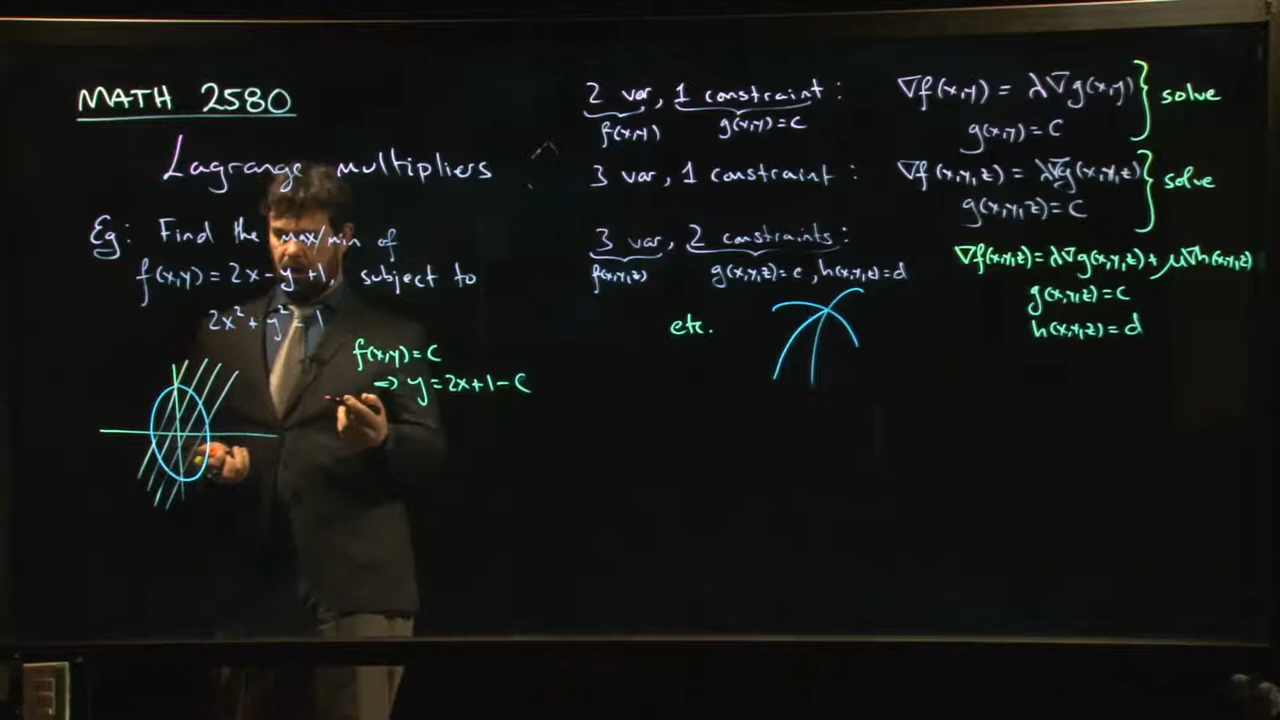 MATH 2580
Lagrange multipliers
Eg: Find the max/min of
f(x,y) = 2x - y + 1, subject to
2x² + y² = 1
f(x,y) = C
⇒ y = 2x + 1 - C
2 var, 1 constraint :
f(x,y) g(x,y) = C
∇f(x,y) = λ∇g(x,y)
g(x,y) = C
solve
3 var, 1 constraint :
∇f(x,y,z) = λ∇g(x,y,z)
g(x,y,z) = C
solve
3 var, 2 constraints :
f(x,y,z) g(x,y,z) = c, h(x,y,z) = d
∇f(x,y,z) = λ∇g(x,y,z) + μ∇h(x,y,z)
g(x,y,z) = c
h(x,y,z) = d
etc.